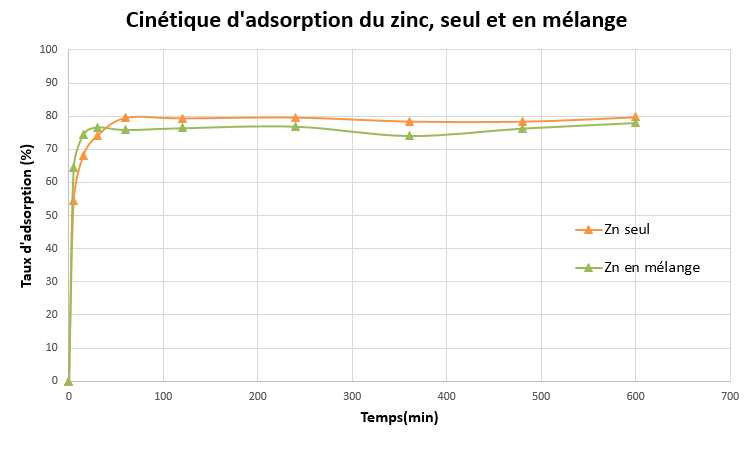 Cinétique d'adsorption du zinc, seul et en mélange
100
90
80
70
60
50
40
30
20
10
0
Taux d'adsorption (%)
Zn seul
Zn en mélange
0 100 200 300 400 500 600 700
Temps(min)